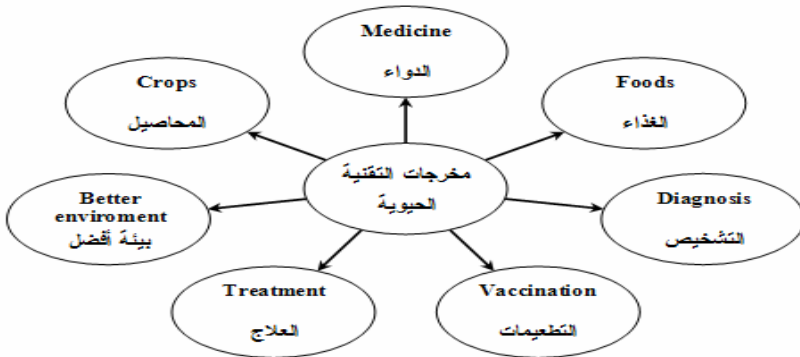 Medicine
الدواء
Crops
المحاصيل
Foods
الغذاء
مخرجات التقنية
الحيوية
Better
enviroment
بيئة أفضل
Diagnosis
التشخيص
Treatment
العلاج
Vaccination
التطعيمات